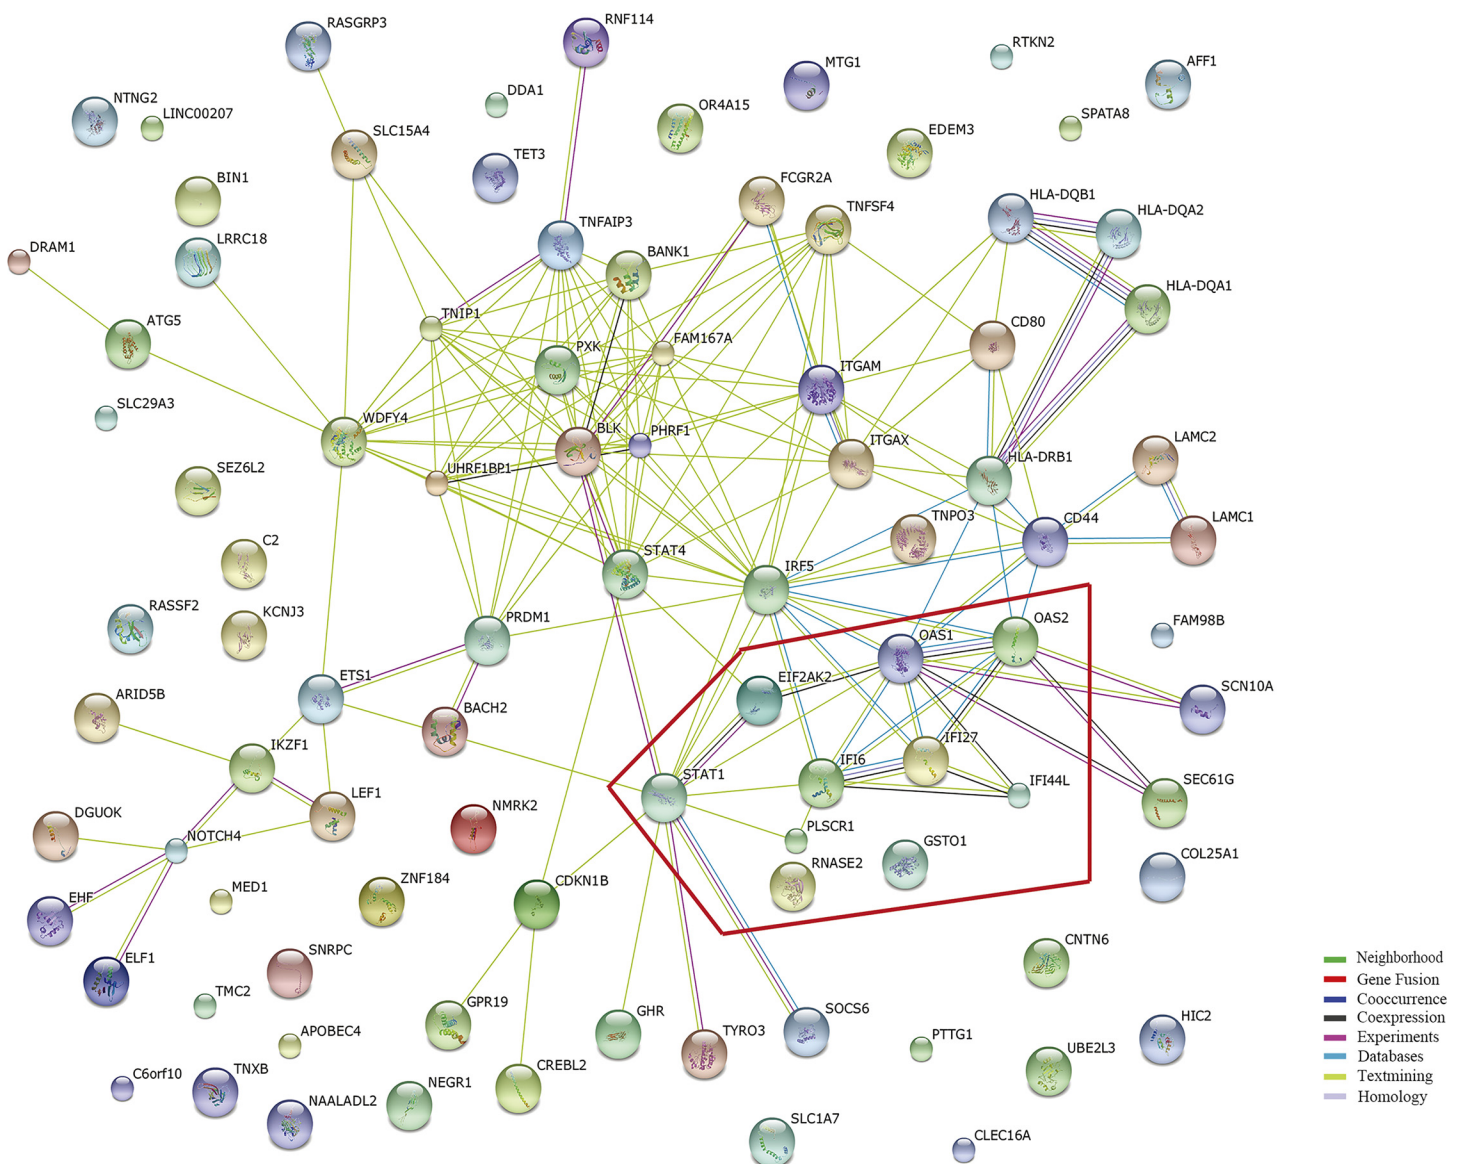 RASGRP3
RNF114
RTKN2
MTG1
AFF1
DDA1
NTNG2
LINC00207
OR4A15
SPATA8
SLC15A4
EDEM3
TET3
BIN1
FCGR2A
TNFSF4
HLA-DQB1
HLA-DQA2
TNFAIP3
LRRC18
DRAM1
BANK1
HLA-DQA1
TNIP1
ATG5
CD80
FAM167A
PXK
ITGAM
SLC29A3
WDFY4
BLK
PHRF1
ITGAX
LAMC2
HLA-DRB1
SEZ6L2
UHRF1BP1
TNPO3
CD44
LAMC1
C2
STAT4
IRF5
RASSF2
KCNJ3
PRDM1
OAS2
FAM98B
OAS1
ETS1
EIF2AK2
SCN10A
ARID5B
BACH2
IKZF1
IFI27
IFI6
STAT1
IFI44L
SEC61G
LEF1
NMRK2
DGUOK
PLSCR1
NOTCH4
GSTO1
COL25A1
RNASE2
ZNF184
MED1
CDKN1B
EHF
CNTN6
SNRPC
ELF1
Neighborhood
Gene Fusion
TMC2
GPR19
GHR
SOCS6
HIC2
Cooccurrence
Coexpression
APOBEC4
TYRO3
PTTG1
UBE2L3
Experiments
Databases
C6orf10
TNXB
CREBL2
Textmining
NEGR1
Homology
NAALADL2
SLC1A7
CLEC16A